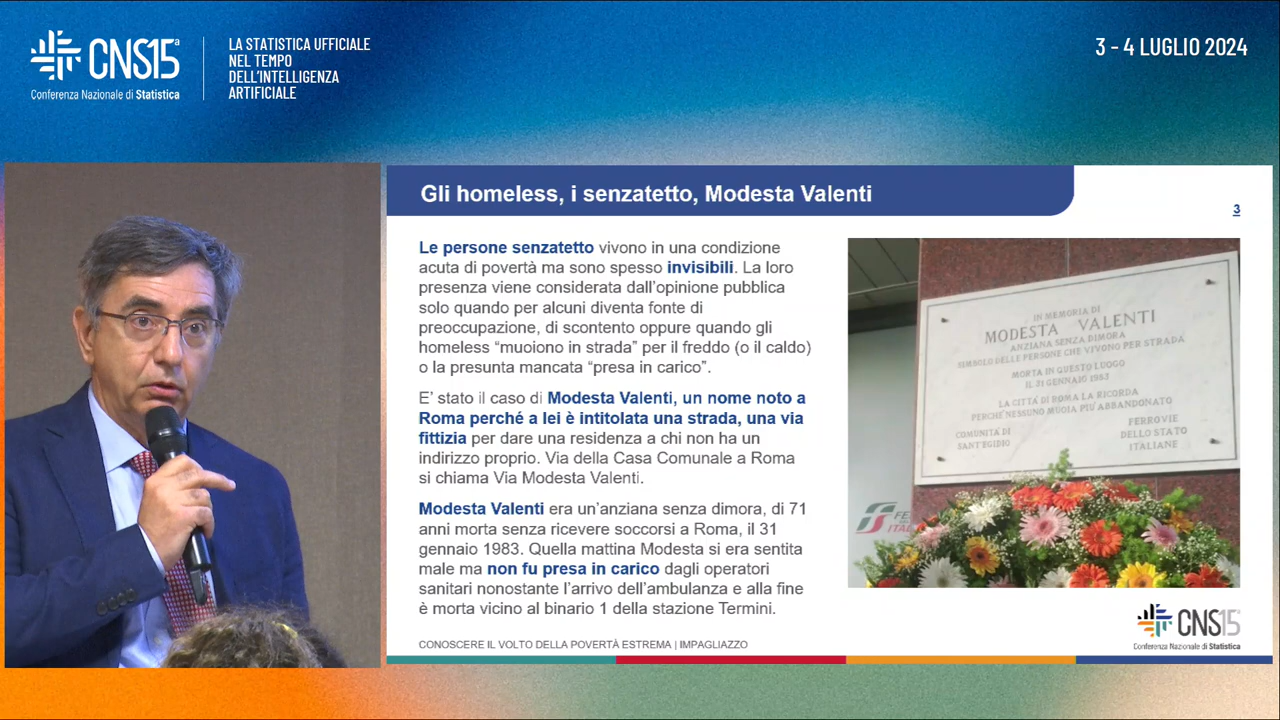 CNS15ª
Conferenza Nazionale di Statistica
LA STATISTICA UFFICIALE
NEL TEMPO
DELL'INTELLIGENZA
ARTIFICIALE
3 - 4 LUGLIO 2024
Gli homeless, i senzatetto, Modesta Valenti
3
Le persone senzatetto vivono in una condizione
acuta di povertà ma sono spesso invisibili. La loro
presenza viene considerata dall'opinione pubblica
solo quando per alcuni diventa fonte di
preoccupazione, di scontento oppure quando gli
homeless "muoiono in strada" per il freddo (o il caldo)
o la presunta mancata "presa in carico".
E' stato il caso di Modesta Valenti, un nome noto a
Roma perché a lei è intitolata una strada, una via
fittizia per dare una residenza a chi non ha un
indirizzo proprio. Via della Casa Comunale a Roma
si chiama Via Modesta Valenti.
Modesta Valenti era un'anziana senza dimora, di 71
anni morta senza ricevere soccorsi a Roma, il 31
gennaio 1983. Quella mattina Modesta si era sentita
male ma non fu presa in carico dagli operatori
sanitari nonostante l'arrivo dell'ambulanza e alla fine
è morta vicino al binario 1 della stazione Termini.
IN MEMORIA DI
MODESTA VALENTI
ANZIANA SENZA DIMORA
SIMBOLO DELLE PERSONE CHE VIVONO PER STRADA
MORTA IN QUESTO LUOGO
IL 31 GENNAIO 1983
LA CITTÀ DI ROMA LA RICORDA
PERCHÉ NESSUNO MUOIA PIÙ ABBANDONATO
COMUNITÀ DI
SANT'EGIDIO
FERROVIE
DELLO STATO
ITALIANE
CONOSCERE IL VOLTO DELLA POVERTÀ ESTREMA | IMPAGLIAZZO
CNS15
Conferenza Nazionale di Statistica